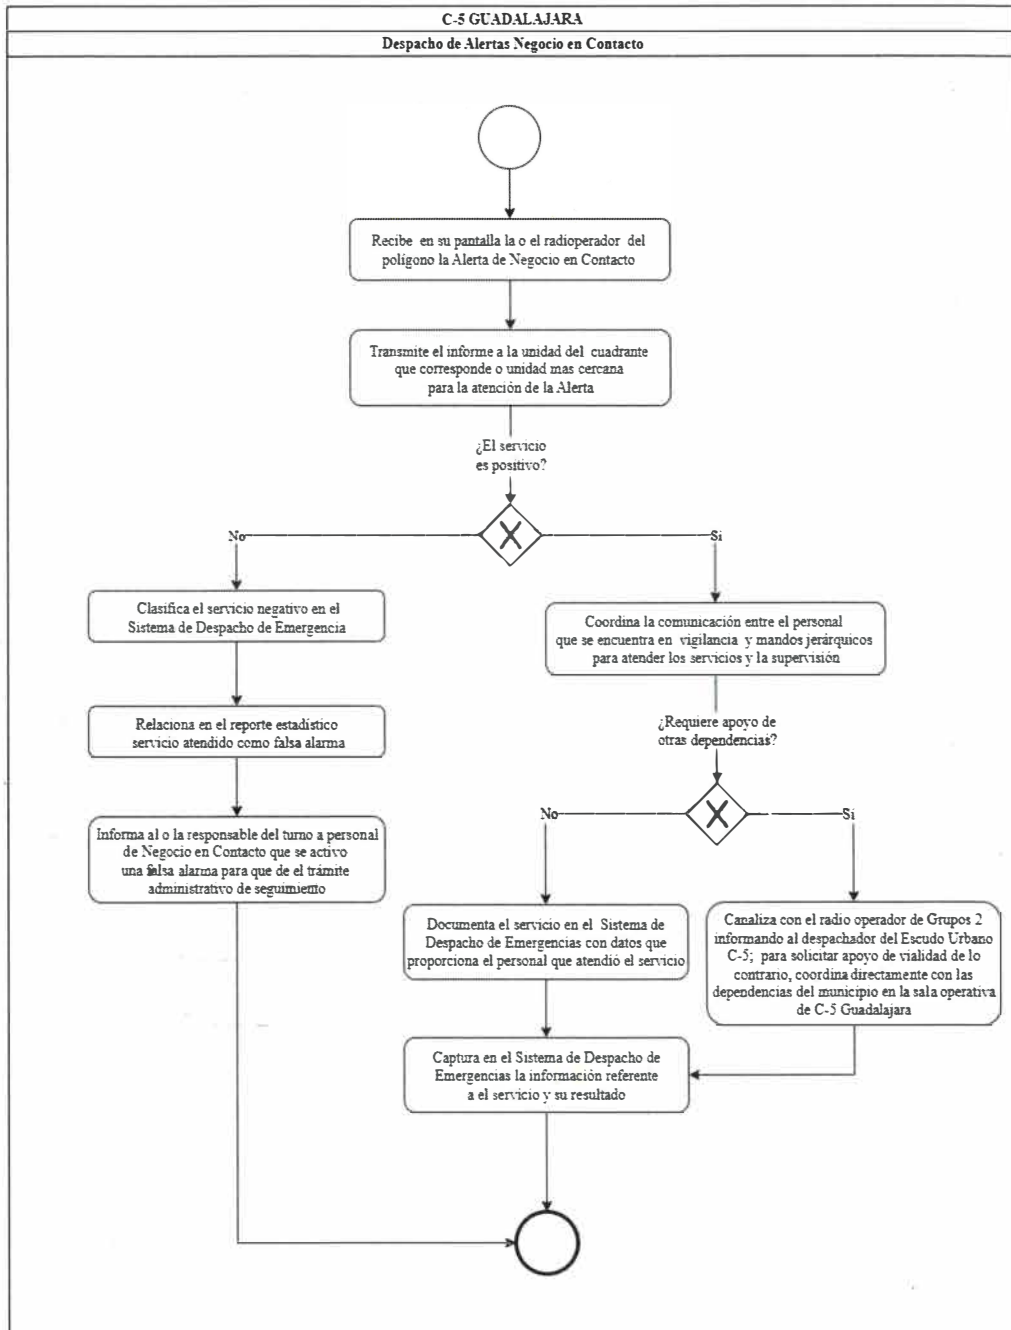 C-5 GUADALAJARA
Despacho de Alertas Negocio en Contacto
Recibe en su pantalla la o el radioperador del
polígono la Alerta de Negocio en Contacto
Transmite el informe a la unidad del cuadrante
que corresponde o unidad mas cercana
para la atención de la Alerta
¿El servicio
es positivo?
No
Si
Clasifica el servicio negativo en el
Sistema de Despacho de Emergencia
Coordina la comunicación entre el personal
que se encuentra en vigilancia y mandos jerárquicos
para atender los servicios y la supervisión
Relaciona en el reporte estadístico
servicio atendido como falsa alarma
¿Requiere apoyo de
otras dependencias?
No
Si
Informa al o la responsable del turno a personal
de Negocio en Contacto que se activo
una falsa alarma para que de el trámite
administrativo de seguimiento
Documenta el servicio en el Sistema de
Despacho de Emergencias con datos que
proporciona el personal que atendió el servicio
Canaliza con el radio operador de Grupos 2
informando al despachador del Escudo Urbano
C-5; para solicitar apoyo de vialidad de lo
contrario, coordina directamente con las
dependencias del municipio en la sala operativa
de C-5 Guadalajara
Captura en el Sistema de Despacho de
Emergencias la información referente
a el servicio y su resultado